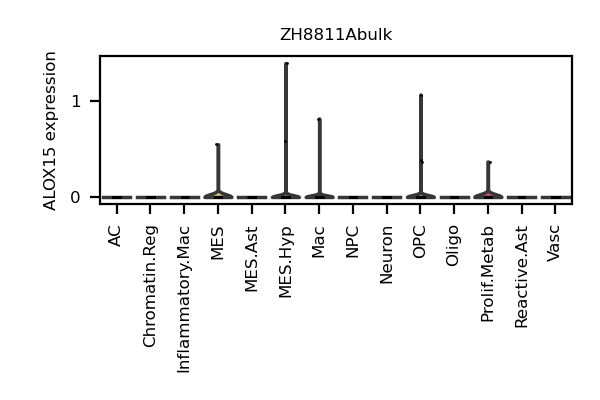 ZH8811Abulk
ALOX15 expression
1
0
AC
Chromatin.Reg
Inflammatory.Mac
MES
MES.Ast
MES.Hyp
Mac
NPC
Neuron
OPC
Oligo
Prolif.Metab
Reactive.Ast
Vasc